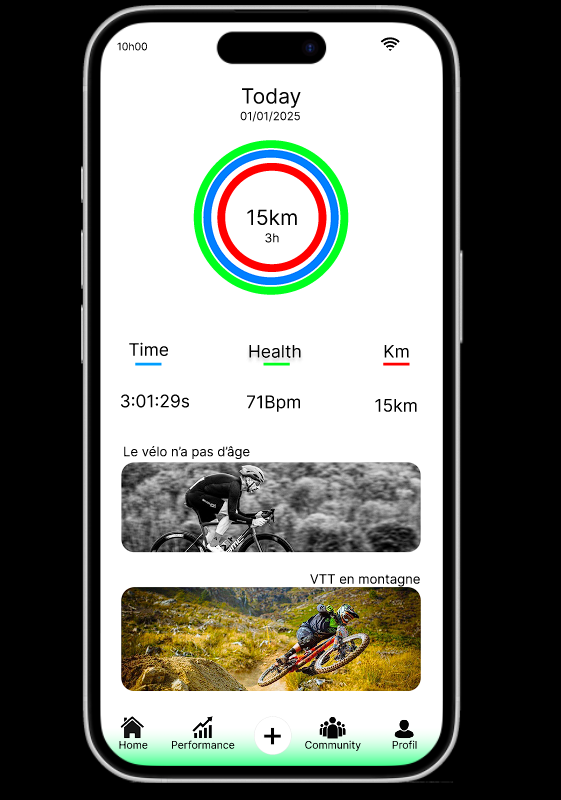 10h00
Today
01/01/2025
15km
3h
Time
Health
Km
3:01:29s
71Bpm
15km
Le vélo n'a pas d'âge
VTT en montagne
+
Home
Performance
Community
Profil